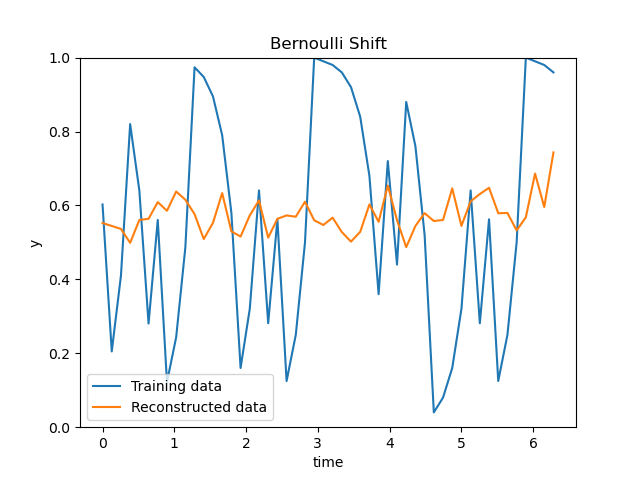 Bernoulli Shift
1.0
0.8
0.6
0.4
0.2
0.0
y
Training data
Reconstructed data
0 1 2 3 4 5 6
time